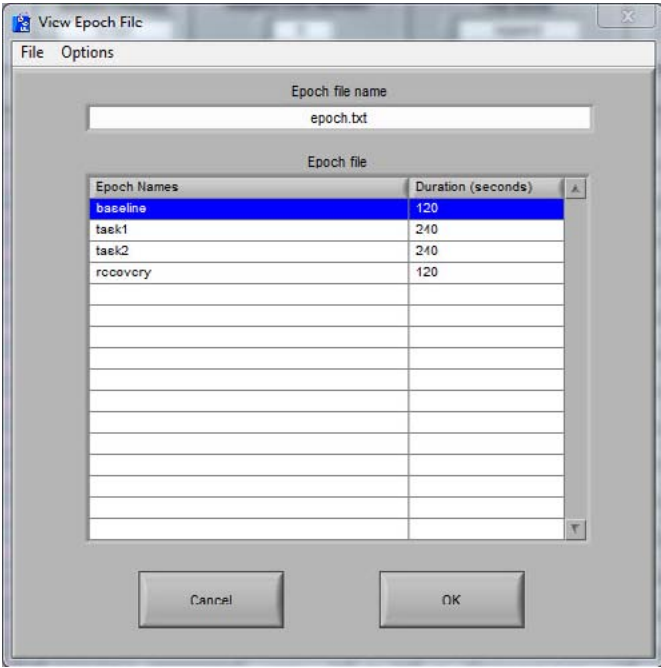 View Epoch File
File Options
Epoch file name
epoch.txt
Epoch file
Epoch Names Duration (seconds)
baseline 120
task1 240
task2 240
recovery 120
Cancel OK